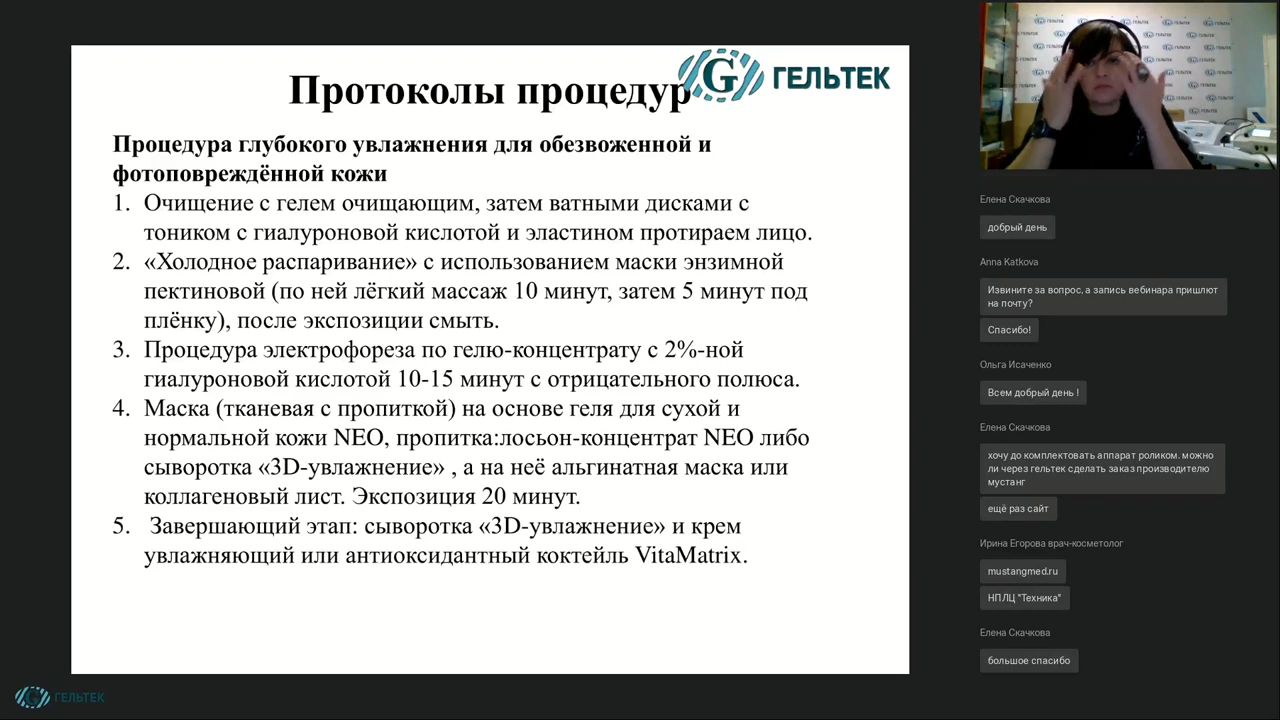 Протоколы процедур
G ГЕЛЬТЕК
Процедура глубокого увлажнения для обезвоженной и
фотоповреждённой кожи
1. Очищение с гелем очищающим, затем ватными дисками с
тоником с гиалуроновой кислотой и эластином протираем лицо.
2. «Холодное распаривание» с использованием маски энзимной
пектиновой (по ней лёгкий массаж 10 минут, затем 5 минут под
плёнку), после экспозиции смыть.
3. Процедура электрофореза по гелю-концентрату с 2%-ной
гиалуроновой кислотой 10-15 минут с отрицательного полюса.
4. Маска (тканевая с пропиткой) на основе геля для сухой и
нормальной кожи NEO, пропитка:лосьон-концентрат NEO либо
сыворотка «3D-увлажнение» , а на неё альгинатная маска или
коллагеновый лист. Экспозиция 20 минут.
5. Завершающий этап: сыворотка «3D-увлажнение» и крем
увлажняющий или антиоксидантный коктейль VitaMatrix.
G ГЕЛЬТЕК
Елена Скачкова
добрый день
Anna Katkova
Извините за вопрос, а запись вебинара пришлют
на почту?
Спасибо!
Ольга Исаченко
Всем добрый день !
Елена Скачкова
хочу до комплектовать аппарат роликом. можно
ли через гельтек сделать заказ производителю
мустанг
ещё раз сайт
Ирина Егорова врач-косметолог
mustangmed.ru
НПЛЦ "Техника"
Елена Скачкова
большое спасибо